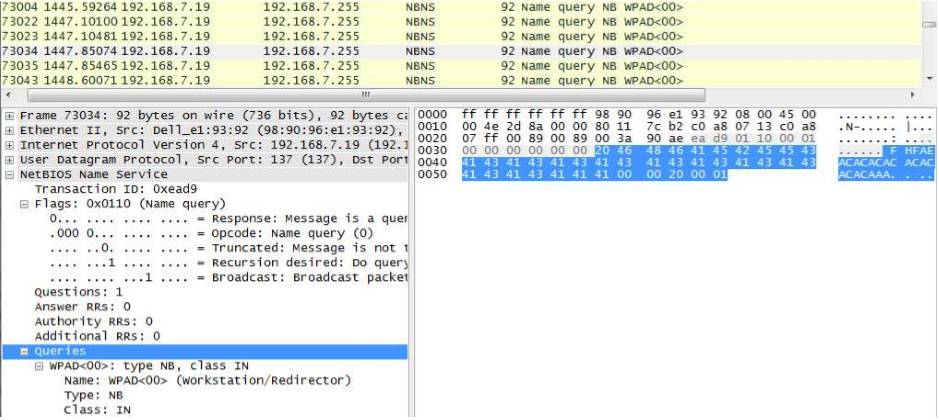 73004 1445.59264 192.168.7.19 192.168.7.255 NBNS 92 Name query NB WPAD<00>
73022 1447.10100 192.168.7.19 192.168.7.255 NBNS 92 Name query NB WPAD<00>
73023 1447.10481 192.168.7.19 192.168.7.255 NBNS 92 Name query NB WPAD<00>
73034 1447.85074 192.168.7.19 192.168.7.255 NBNS 92 Name query NB WPAD<00>
73035 1447.85465 192.168.7.19 192.168.7.255 NBNS 92 Name query NB WPAD<00>
73043 1448.60071 192.168.7.19 192.168.7.255 NBNS 92 Name query NB WPAD<00>
Frame 73034: 92 bytes on wire (736 bits), 92 bytes ca
Ethernet II, Src: Dell_e1:93:92 (98:90:96:e1:93:92),
Internet Protocol Version 4, Src: 192.168.7.19 (192.1
User Datagram Protocol, Src Port: 137 (137), Dst Port
NetBIOS Name Service
Transaction ID: 0xead9
Flags: 0x0110 (Name query)
0... .... .... .... = Response: Message is a quer
.000 0... .... .... = Opcode: Name query (0)
.... ..0. .... .... = Truncated: Message is not t
.... ...1 .... .... = Recursion desired: Do query
.... .... ...1 .... = Broadcast: Broadcast packet
Questions: 1
Answer RRs: 0
Authority RRs: 0
Additional RRs: 0
Queries
WPAD<00>: type NB, class IN
Name: WPAD<00> (Workstation/Redirector)
Type: NB
Class: IN
0000 ff ff ff ff ff ff 98 90 96 e1 93 92 08 00 45 00 ........ ......E.
0010 00 4e 2d 8a 00 00 80 11 7c b2 c0 a8 07 13 c0 a8 .N-..... |.......
0020 07 ff 00 89 00 89 00 3a 90 ae ea d9 01 10 00 01 .......: ........
0030 00 00 00 00 00 00 20 46 48 46 41 45 42 45 45 43 ...... F HFAE
0040 41 43 41 43 41 43 41 43 41 43 41 43 41 43 41 43 ACACACAC ACAC
0050 41 43 41 43 41 41 41 00 00 20 00 01 ACACAAA. . ..